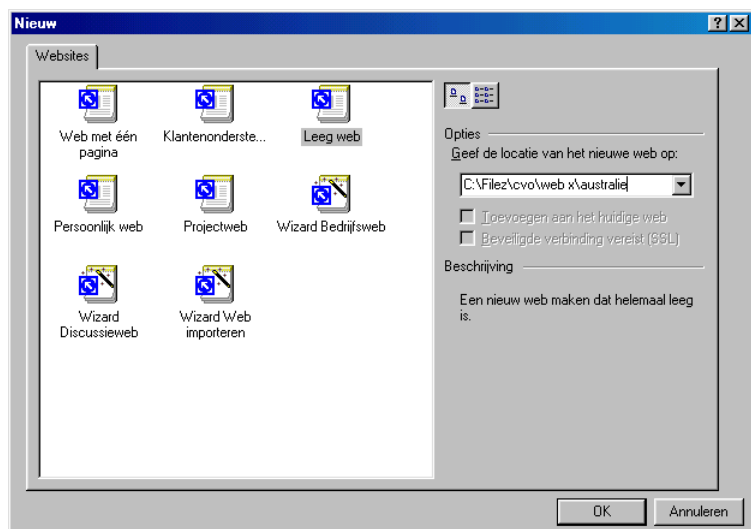 Nieuw
Websites
Web met één
pagina
Klantenonderste...
Leeg web
Persoonlijk web
Projectweb
Wizard Bedrijfsweb
Wizard
Discussieweb
Wizard Web
importeren
Opties
Geef de locatie van het nieuwe web op:
C:\Filez\cvo\web x\australie
Toevoegen aan het huidige web
Beveiligde verbinding vereist (SSL)
Beschrijving
Een nieuw web maken dat helemaal leeg
is.
OK
Annuleren